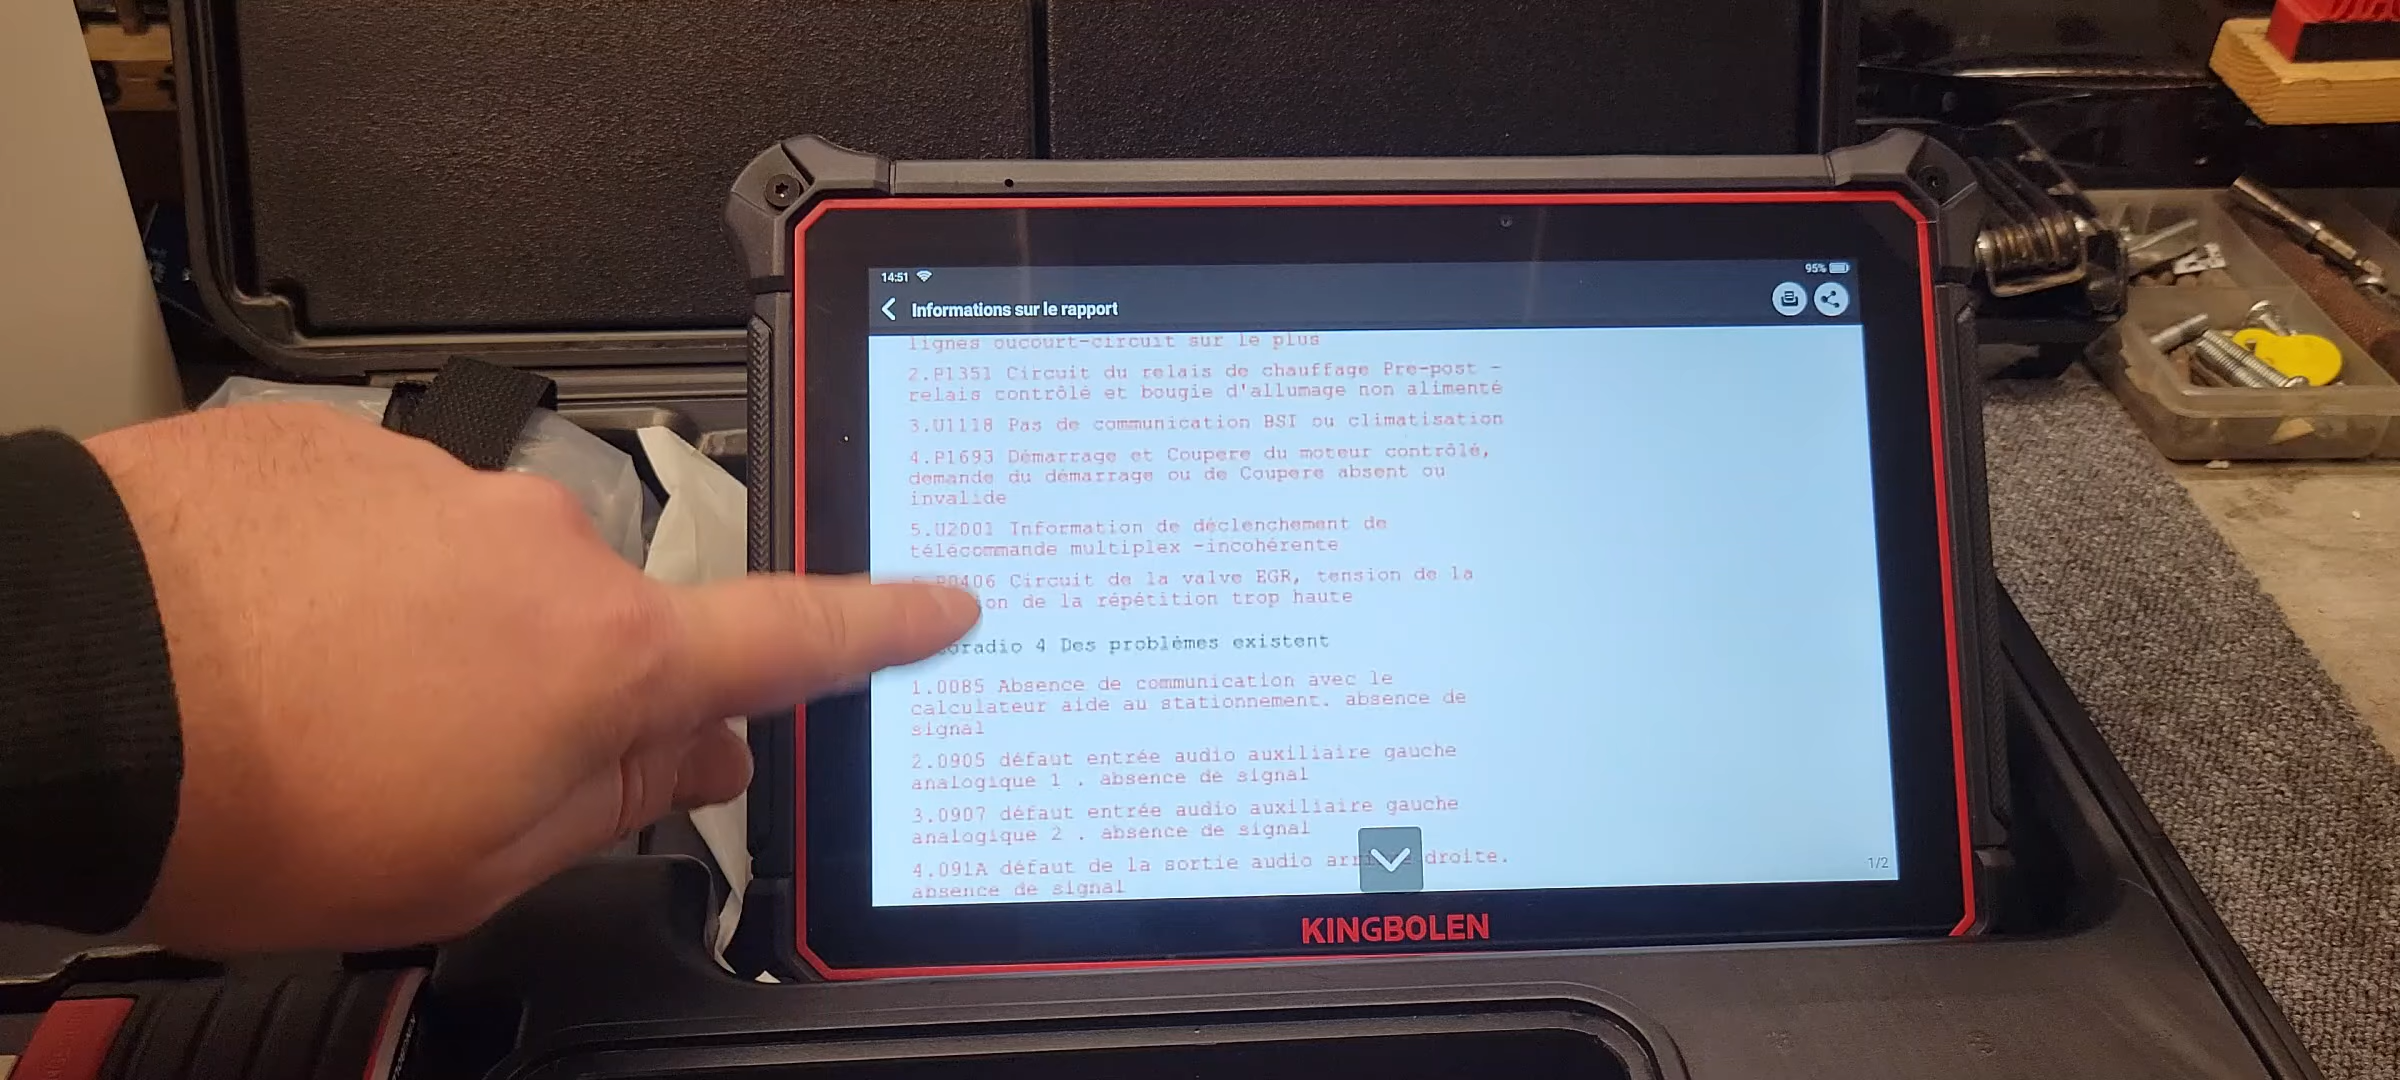 14:51
95%
Informations sur le rapport
lignes oucourt-circuit sur le plus
2.P1351 Circuit du relais de chauffage Pre-post -
relais contrôlé et bougie d'allumage non alimenté
3.U1118 Pas de communication BSI ou climatisation
4.P1693 Démarrage et Coupere du moteur contrôlé,
demande du démarrage ou de Coupere absent ou
invalide
5.U2001 Information de déclenchement de
télécommande multiplex -incohérente
P0406 Circuit de la valve EGR, tension de la
de la répétition trop haute
4 Des problèmes existent
1.00B5 Absence de communication avec le
calculateur aide au stationnement. absence de
signal
2.0905 défaut entrée audio auxiliaire gauche
analogique 1 . absence de signal
3.0907 défaut entrée audio auxiliaire gauche
analogique 2 . absence de signal
4.091A défaut de la sortie audio droite.
absence de signal
1/2
KINGBOLEN